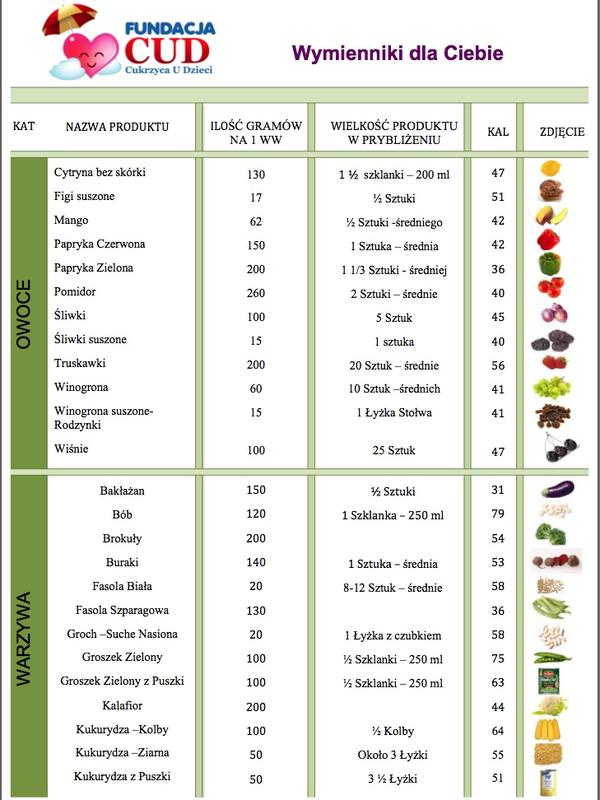 FUNDACJA
CUD
Cukrzyca U Dzieci
Wymienniki dla Ciebie
KAT NAZWA PRODUKTU ILOŚĆ GRAMÓW NA 1 WW WIELKOŚĆ PRODUKTU W PRYBLIŻENIU KAL ZDJĘCIE
OWOCE
Cytryna bez skórki 130 1 ½ szklanki – 200 ml 47
Figi suszone 17 ½ Sztuki 51
Mango 62 ½ Sztuki -średniego 42
Papryka Czerwona 150 1 Sztuka – średnia 42
Papryka Zielona 200 1 1/3 Sztuki - średniej 36
Pomidor 260 2 Sztuki – średnie 40
Śliwki 100 5 Sztuk 45
Śliwki suszone 15 1 sztuka 40
Truskawki 200 20 Sztuk – średnie 56
Winogrona 60 10 Sztuk –średnich 41
Winogrona suszone- Rodzynki 15 1 Łyżka Stołwa 41
Wiśnie 100 25 Sztuk 47
WARZYWA
Bakłażan 150 ½ Sztuki 31
Bób 120 1 Szklanka – 250 ml 79
Brokuły 200 54
Buraki 140 1 Sztuka – średnia 53
Fasola Biała 20 8-12 Sztuk – średnie 58
Fasola Szparagowa 130 36
Groch –Suche Nasiona 20 1 Łyżka z czubkiem 58
Groszek Zielony 100 ½ Szklanki – 250 ml 75
Groszek Zielony z Puszki 100 ½ Szklanki – 250 ml 63
Kalafior 200 44
Kukurydza –Kolby 100 ½ Kolby 64
Kukurydza –Ziarna 50 Około 3 Łyżki 55
Kukurydza z Puszki 50 3 ½ Łyżki 51